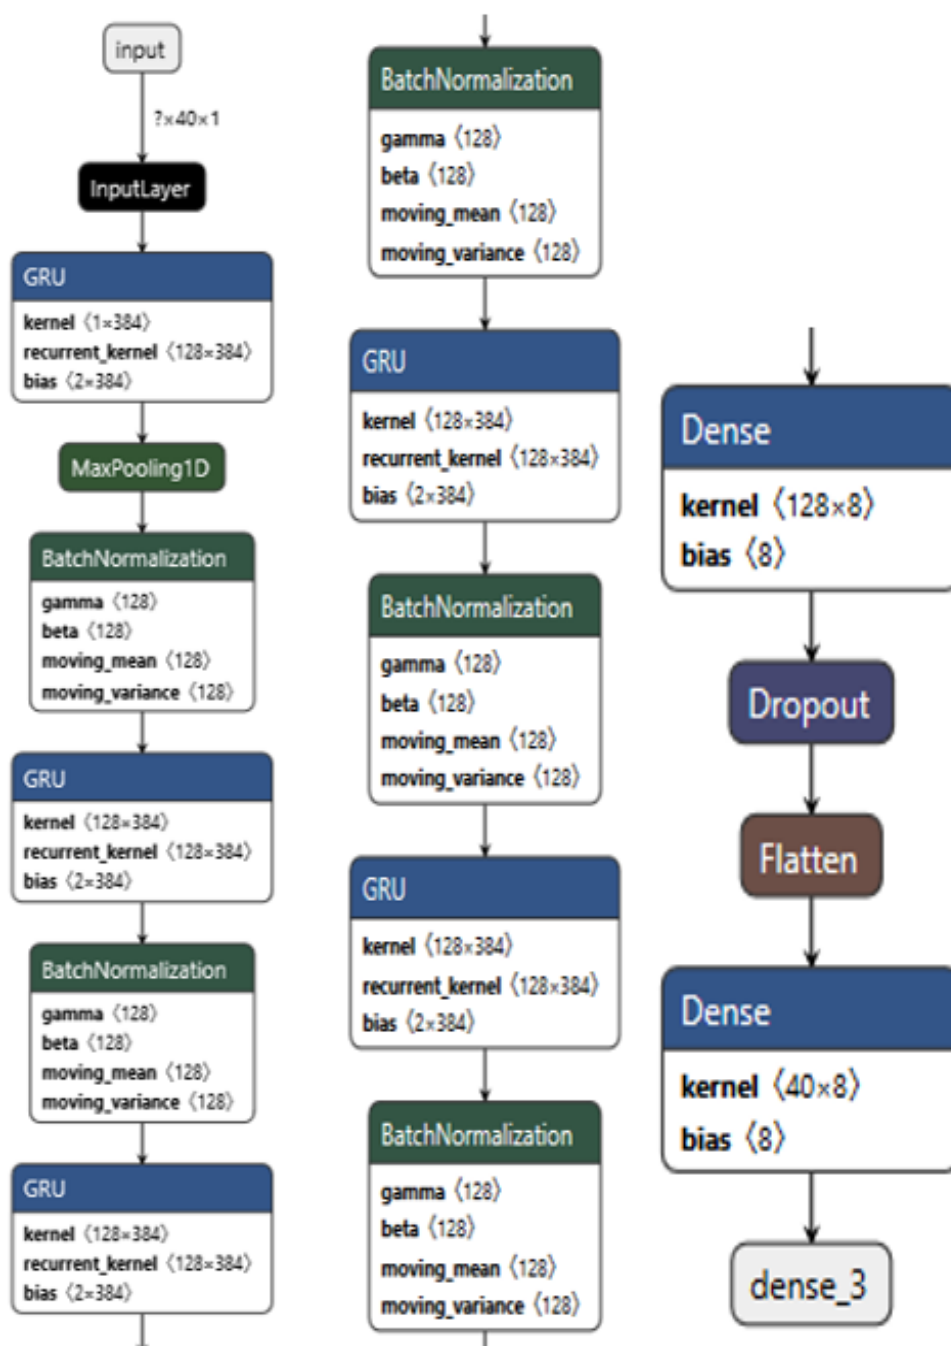 input
?×40×1
InputLayer
GRU
kernel ⟨1×384⟩
recurrent_kernel ⟨128×384⟩
bias ⟨2×384⟩
MaxPooling1D
BatchNormalization
gamma ⟨128⟩
beta ⟨128⟩
moving_mean ⟨128⟩
moving_variance ⟨128⟩
GRU
kernel ⟨128×384⟩
recurrent_kernel ⟨128×384⟩
bias ⟨2×384⟩
BatchNormalization
gamma ⟨128⟩
beta ⟨128⟩
moving_mean ⟨128⟩
moving_variance ⟨128⟩
GRU
kernel ⟨128×384⟩
recurrent_kernel ⟨128×384⟩
bias ⟨2×384⟩
BatchNormalization
gamma ⟨128⟩
beta ⟨128⟩
moving_mean ⟨128⟩
moving_variance ⟨128⟩
GRU
kernel ⟨128×384⟩
recurrent_kernel ⟨128×384⟩
bias ⟨2×384⟩
BatchNormalization
gamma ⟨128⟩
beta ⟨128⟩
moving_mean ⟨128⟩
moving_variance ⟨128⟩
GRU
kernel ⟨128×384⟩
recurrent_kernel ⟨128×384⟩
bias ⟨2×384⟩
BatchNormalization
gamma ⟨128⟩
beta ⟨128⟩
moving_mean ⟨128⟩
moving_variance ⟨128⟩
Dense
kernel ⟨128×8⟩
bias ⟨8⟩
Dropout
Flatten
Dense
kernel ⟨40×8⟩
bias ⟨8⟩
dense_3